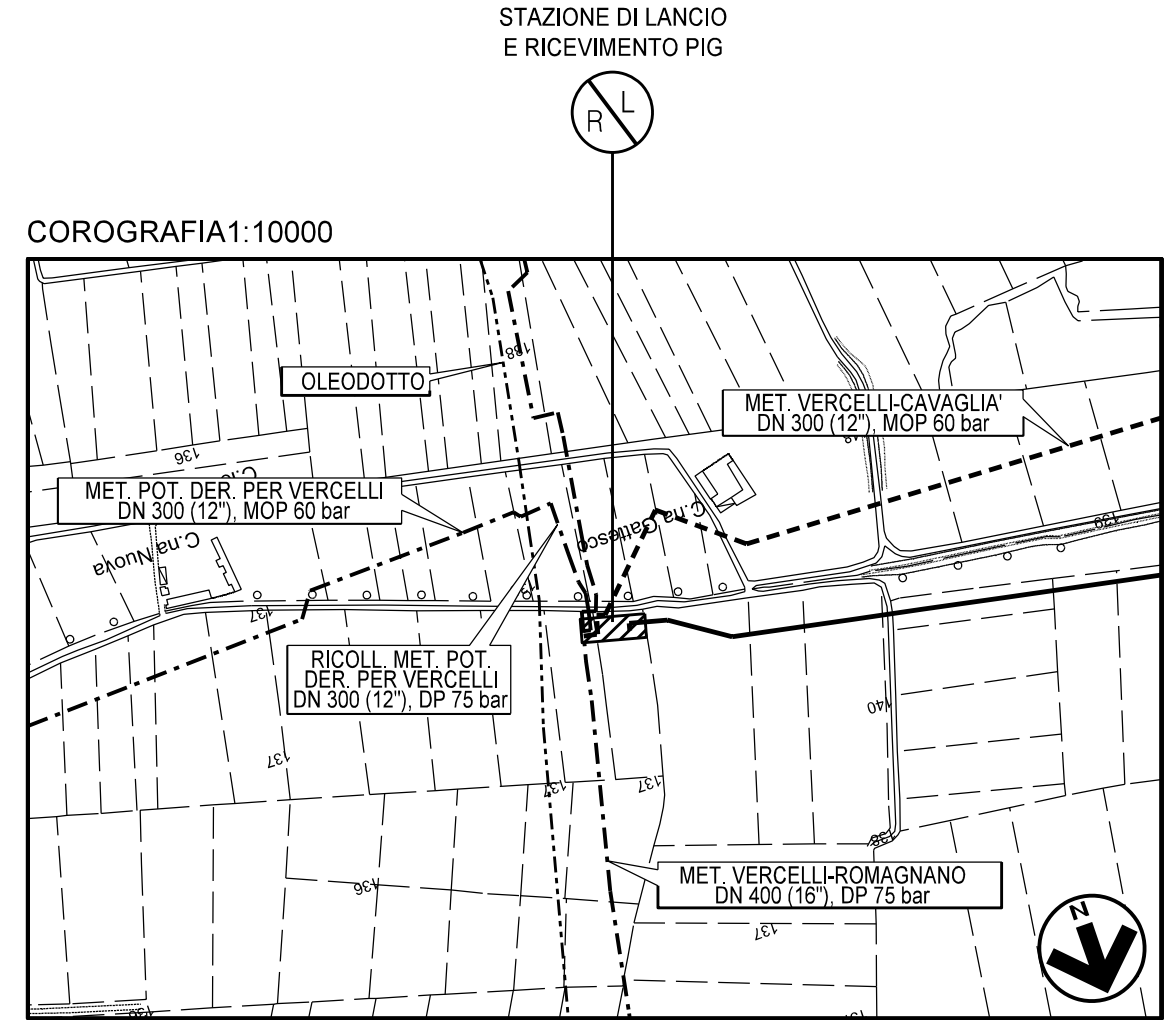 STAZIONE DI LANCIO
E RICEVIMENTO PIG
L
R
COROGRAFIA1:10000
138
OLEODOTTO
MET. VERCELLI-CAVAGLIA'
DN 300 (12"), MOP 60 bar
136
MET. POT. DER. PER VERCELLI
DN 300 (12"), MOP 60 bar
C.na Gattesco
139
C.na Nuova
137
RICOLL. MET. POT.
DER. PER VERCELLI
DN 300 (12"), DP 75 bar
140
137
137
137
138
MET. VERCELLI-ROMAGNANO
DN 400 (16"), DP 75 bar
136
137
N